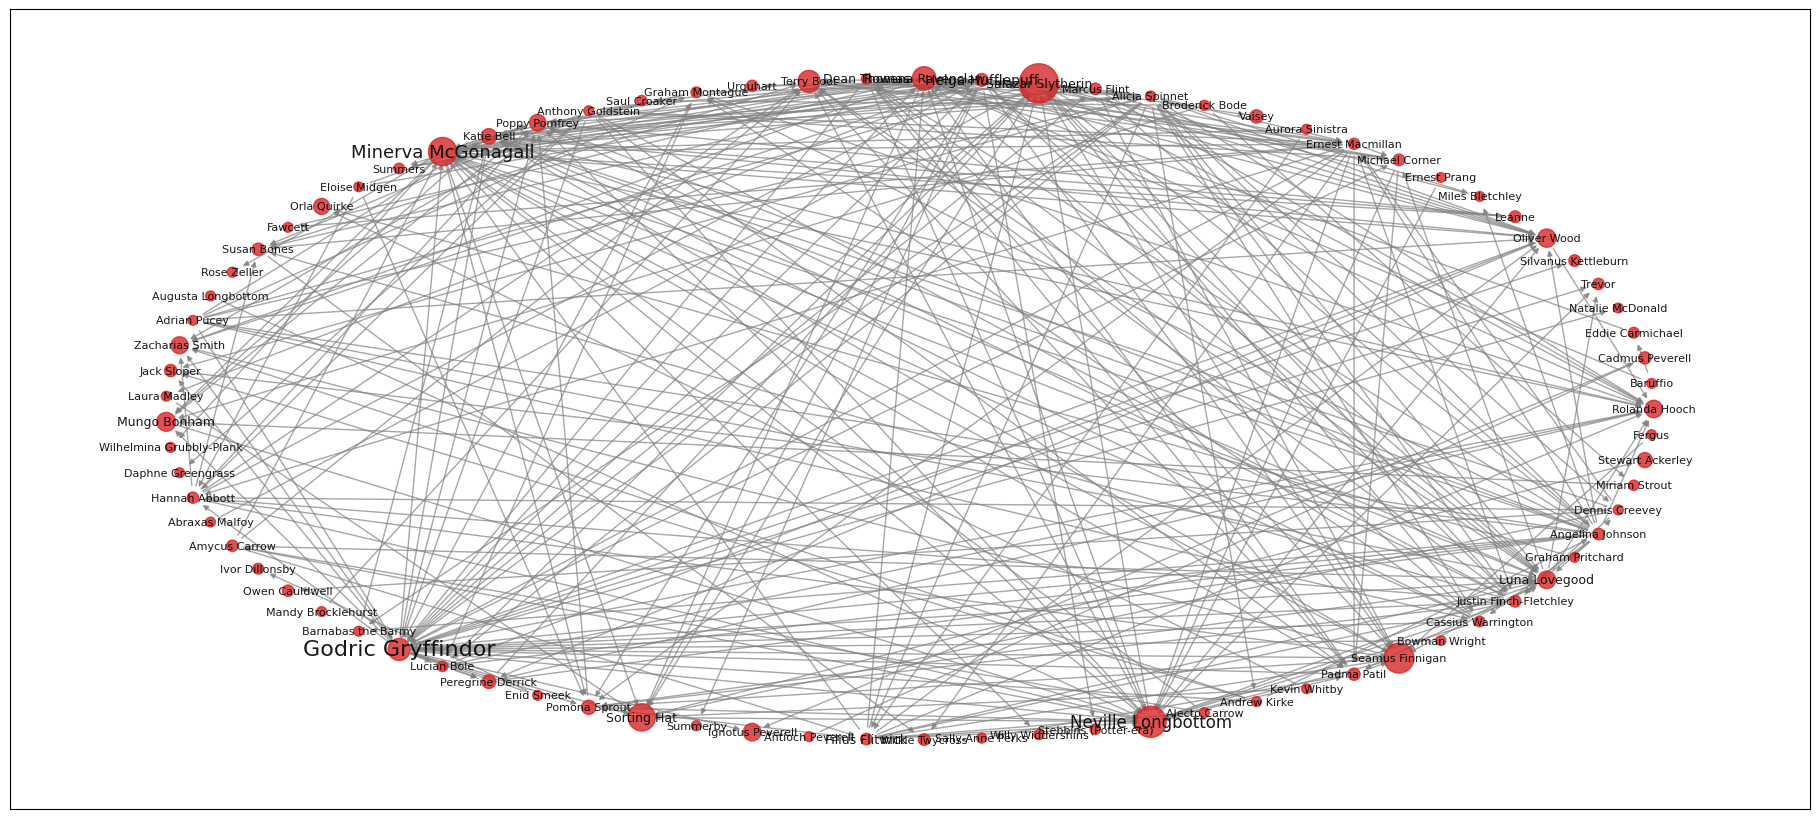 Dean Thomas
Rowena Ravenclaw
Helga Hufflepuff
Salazar Slytherin
Terry Boot
Urquhart
Marcus Flint
Graham Montague
Alicia Spinnet
Saul Croaker
Broderick Bode
Anthony Goldstein
Vaisey
Poppy Pomfrey
Aurora Sinistra
Katie Bell
Ernest Macmillan
Minerva McGonagall
Michael Corner
Summers
Ernest Prang
Eloise Midgen
Miles Bletchley
Orla Quirke
Leanne
Fawcett
Oliver Wood
Susan Bones
Silvanus Kettleburn
Rose Zeller
Trevor
Augusta Longbottom
Natalie McDonald
Adrian Pucey
Eddie Carmichael
Zacharias Smith
Cadmus Peverell
Jack Sloper
Baruffio
Laura Madley
Rolanda Hooch
Mungo Bonham
Fergus
Wilhelmina Grubbly-Plank
Stewart Ackerley
Daphne Greengrass
Miriam Strout
Hannah Abbott
Dennis Creevey
Abraxas Malfoy
Angelina Johnson
Amycus Carrow
Graham Pritchard
Ivor Dillonsby
Luna Lovegood
Owen Cauldwell
Justin Finch-Fletchley
Mandy Brocklehurst
Cassius Warrington
Barnabas the Barmy
Bowman Wright
Godric Gryffindor
Seamus Finnigan
Lucian Bole
Padma Patil
Peregrine Derrick
Kevin Whitby
Enid Smeek
Andrew Kirke
Pomona Sprout
Alecto Carrow
Sorting Hat
Neville Longbottom
Summerby
Stebbins (Potter-era)
Ignotus Peverell
Willy Widdershins
Antioch Peverell
Sally-Anne Perks
Filius Flitwick
Wilkie Twycross